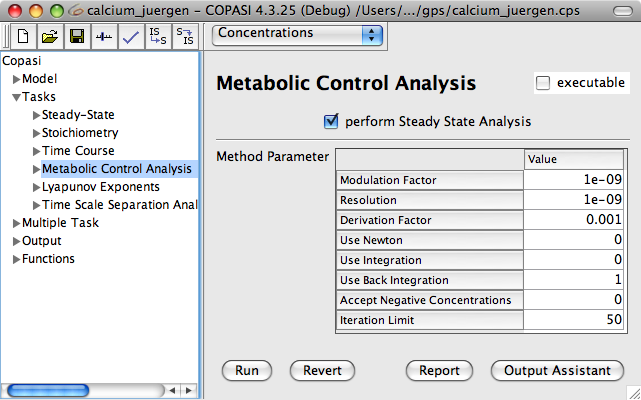 calcium_juergen - COPASI 4.3.25 (Debug) /Users/.../gps/calcium_juergen.cps
IS S S IS Concentrations
Copasi
Model
Tasks
Steady-State
Stoichiometry
Time Course
Metabolic Control Analysis
Lyapunov Exponents
Time Scale Separation Anal
Multiple Task
Output
Functions
Metabolic Control Analysis executable
perform Steady State Analysis
Method Parameter Value
Modulation Factor 1e-09
Resolution 1e-09
Derivation Factor 0.001
Use Newton 0
Use Integration 0
Use Back Integration 1
Accept Negative Concentrations 0
Iteration Limit 50
Run Revert Report Output Assistant